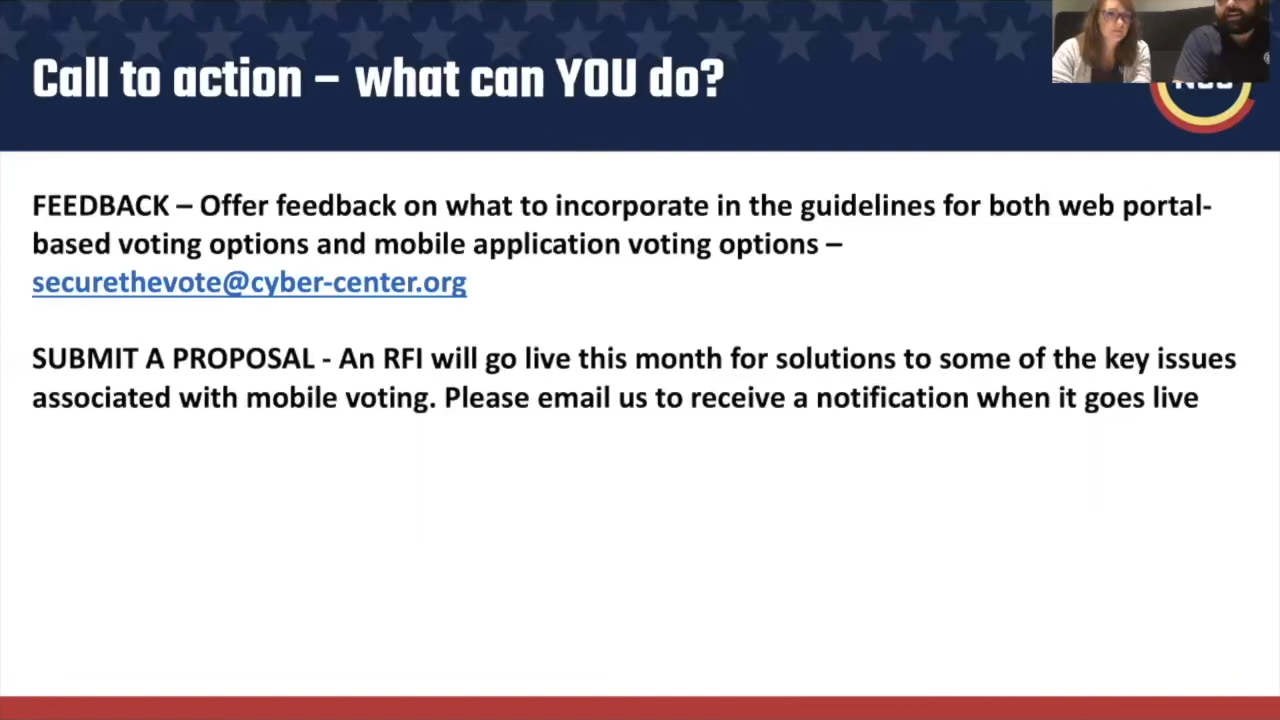 Call to action – what can YOU do?
FEEDBACK – Offer feedback on what to incorporate in the guidelines for both web portal-
based voting options and mobile application voting options –
securethevote@cyber-center.org
SUBMIT A PROPOSAL - An RFI will go live this month for solutions to some of the key issues
associated with mobile voting. Please email us to receive a notification when it goes live